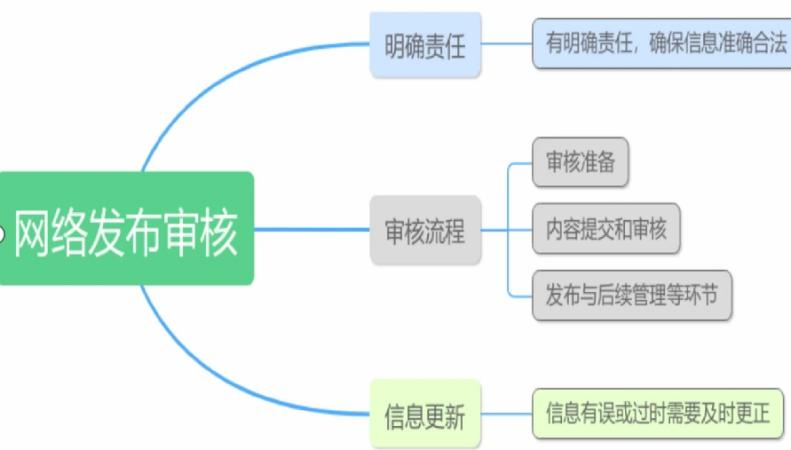 网络发布审核
明确责任
有明确责任，确保信息准确合法
审核流程
审核准备
内容提交和审核
发布与后续管理等环节
信息更新
信息有误或过时需要及时更正